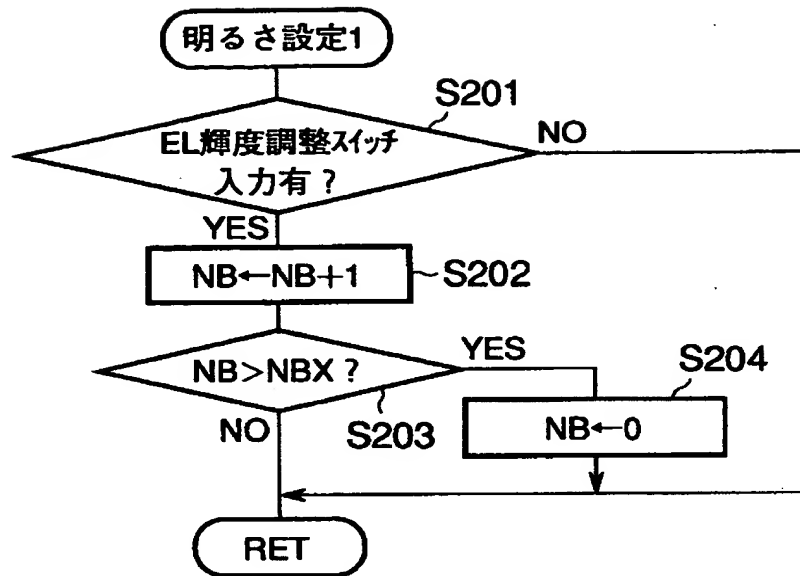 明るさ設定1
S201
EL輝度調整スイッチ
入力有？
NO
YES
NB←NB+1
S202
NB>NBX？
YES
S204
NO
S203
NB←0
RET